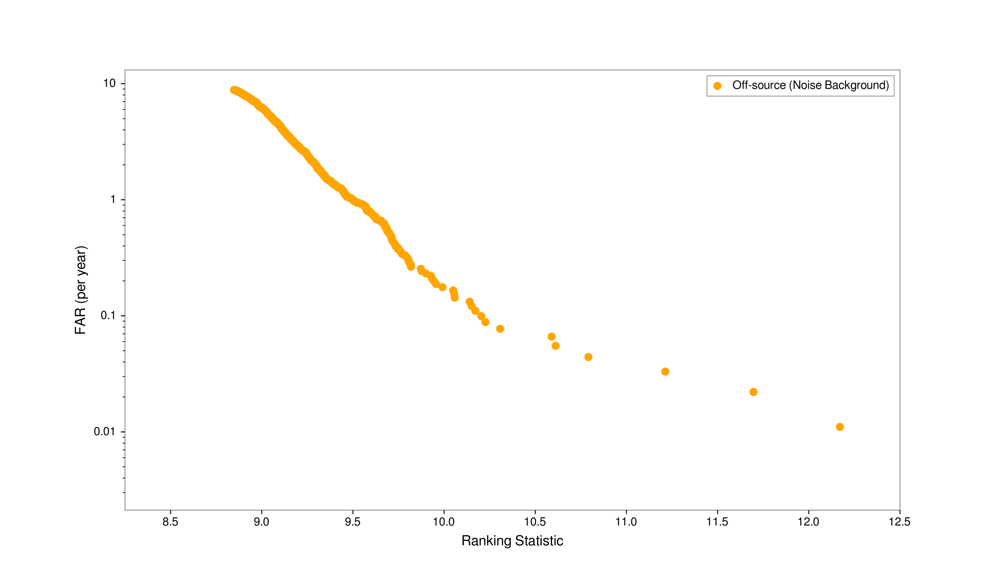 Off-source (Noise Background)
10
1
0.1
0.01
FAR (per year)
8.5 9.0 9.5 10.0 10.5 11.0 11.5 12.0 12.5
Ranking Statistic